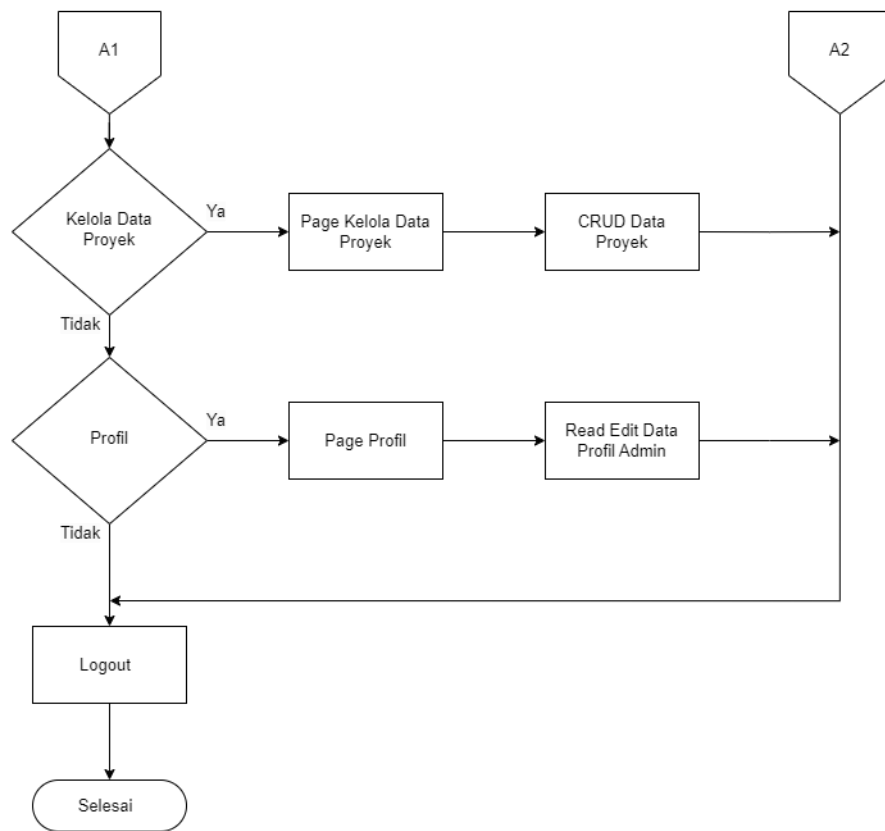 A1
A2
Kelola Data
Proyek
Ya
Page Kelola Data
Proyek
CRUD Data
Proyek
Tidak
Profil
Ya
Page Profil
Read Edit Data
Profil Admin
Tidak
Logout
Selesai